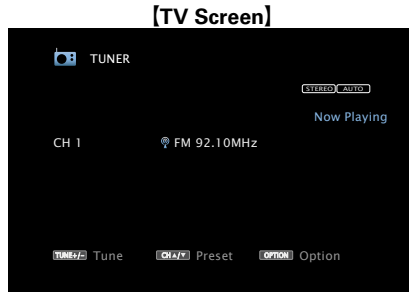 【TV Screen】
TUNER
STEREO AUTO
Now Playing
CH 1 FM 92.10MHz
TUNE+/- Tune CH▲/▼ Preset OPTION Option